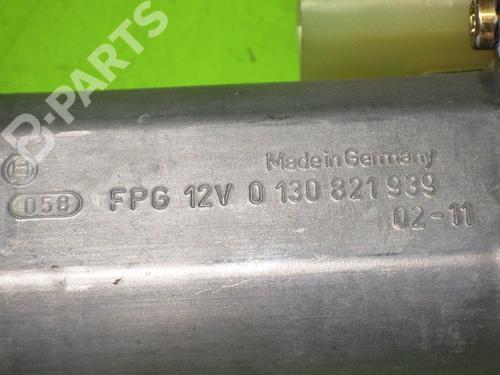 B-PARTS
Made in Germany
058 FPG 12V 0 130 821 939
02-11